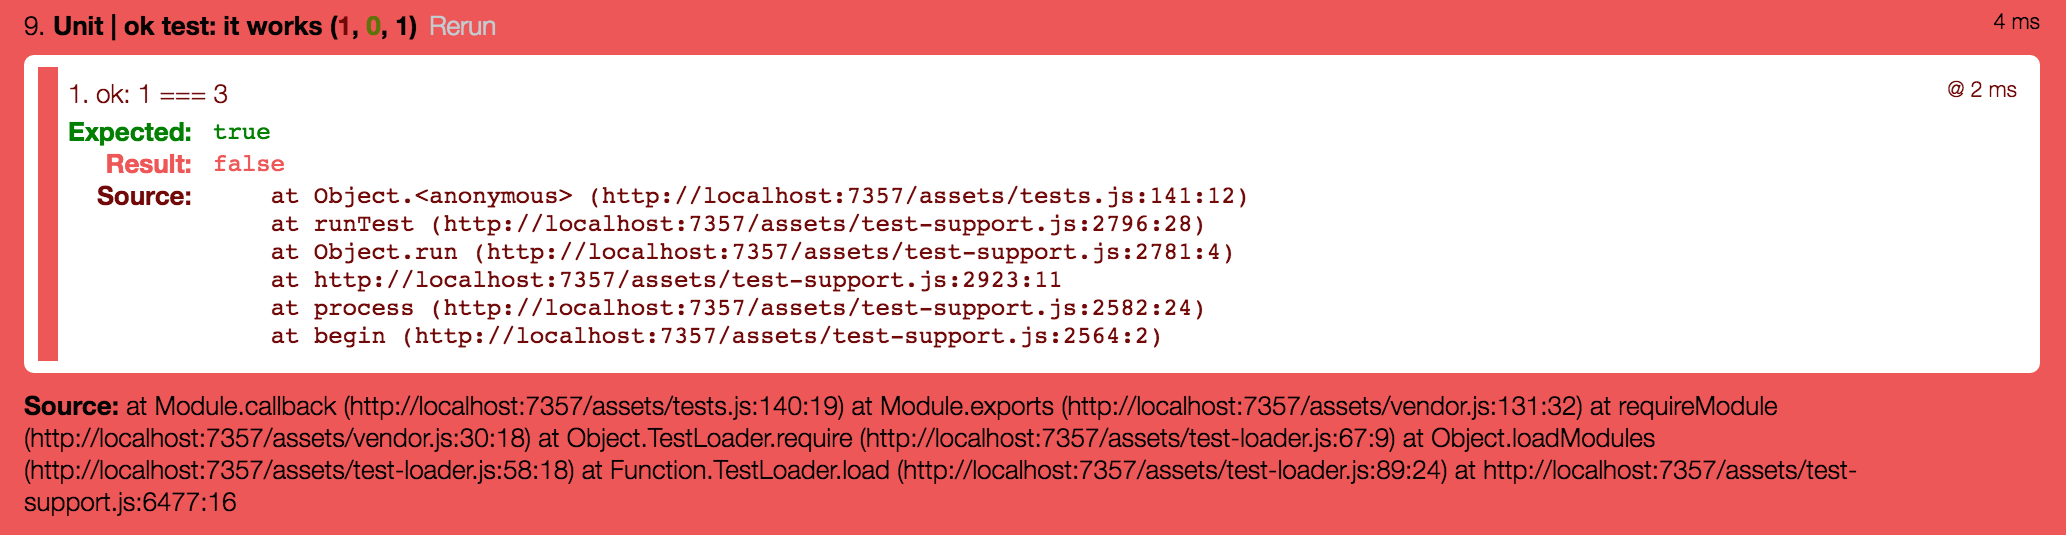 9. Unit | ok test: it works (1, 0, 1) Rerun 4 ms
1. ok: 1 === 3 @ 2 ms
Expected: true
Result: false
Source: at Object.<anonymous> (http://localhost:7357/assets/tests.js:141:12)
at runTest (http://localhost:7357/assets/test-support.js:2796:28)
at Object.run (http://localhost:7357/assets/test-support.js:2781:4)
at http://localhost:7357/assets/test-support.js:2923:11
at process (http://localhost:7357/assets/test-support.js:2582:24)
at begin (http://localhost:7357/assets/test-support.js:2564:2)
Source: at Module.callback (http://localhost:7357/assets/tests.js:140:19) at Module.exports (http://localhost:7357/assets/vendor.js:131:32) at requireModule
(http://localhost:7357/assets/vendor.js:30:18) at Object.TestLoader.require (http://localhost:7357/assets/test-loader.js:67:9) at Object.loadModules
(http://localhost:7357/assets/test-loader.js:58:18) at Function.TestLoader.load (http://localhost:7357/assets/test-loader.js:89:24) at http://localhost:7357/assets/test-
support.js:6477:16